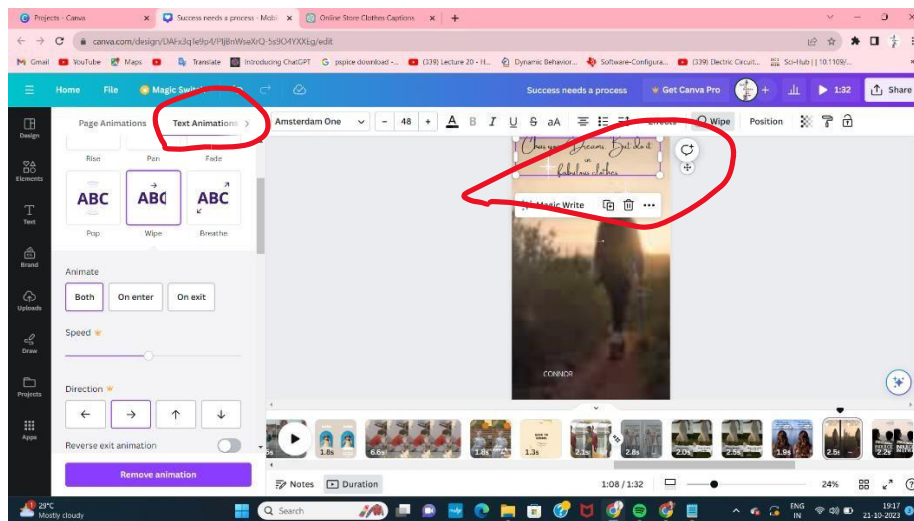 Projects - Canva
Success needs a process - Mobi
Online Store Clothes Captions
canva.com/design/DAFx3q1e9p4/PIjBnWseXrQ-5s9O4YXXEg/edit
Gmail YouTube Maps Translate Introducing ChatGPT pspice download -... (339) Lecture 20 - H... Dynamic Behavior... Software-Configura... (339) Electric Circuit... Sci-Hub | 10.1109/...
Home File Magic Switch Success needs a process Get Canva Pro 1:32 Share
Page Animations Text Animations Amsterdam One 48 A B I U S aA Effects Wipe Position
Design
Elements
Text
Brand
Uploads
Draw
Projects
Apps
Rise Pan Fade
ABC ABC ABC
Pop Wipe Breathe
Animate
Both On enter On exit
Speed
Direction
Reverse exit animation
Remove animation
Dreams. But do it
in
fabulous clothes
Magic Write
CONNOR
1.8s 6.6s 1.8s 1.3s 2.1s 2.8s 2.0s 2.5s 1.9s 2.5s 2.2s
Notes Duration 1:08 / 1:32 24%
29°C
Mostly cloudy
Search
ENG
IN
19:17
21-10-2023